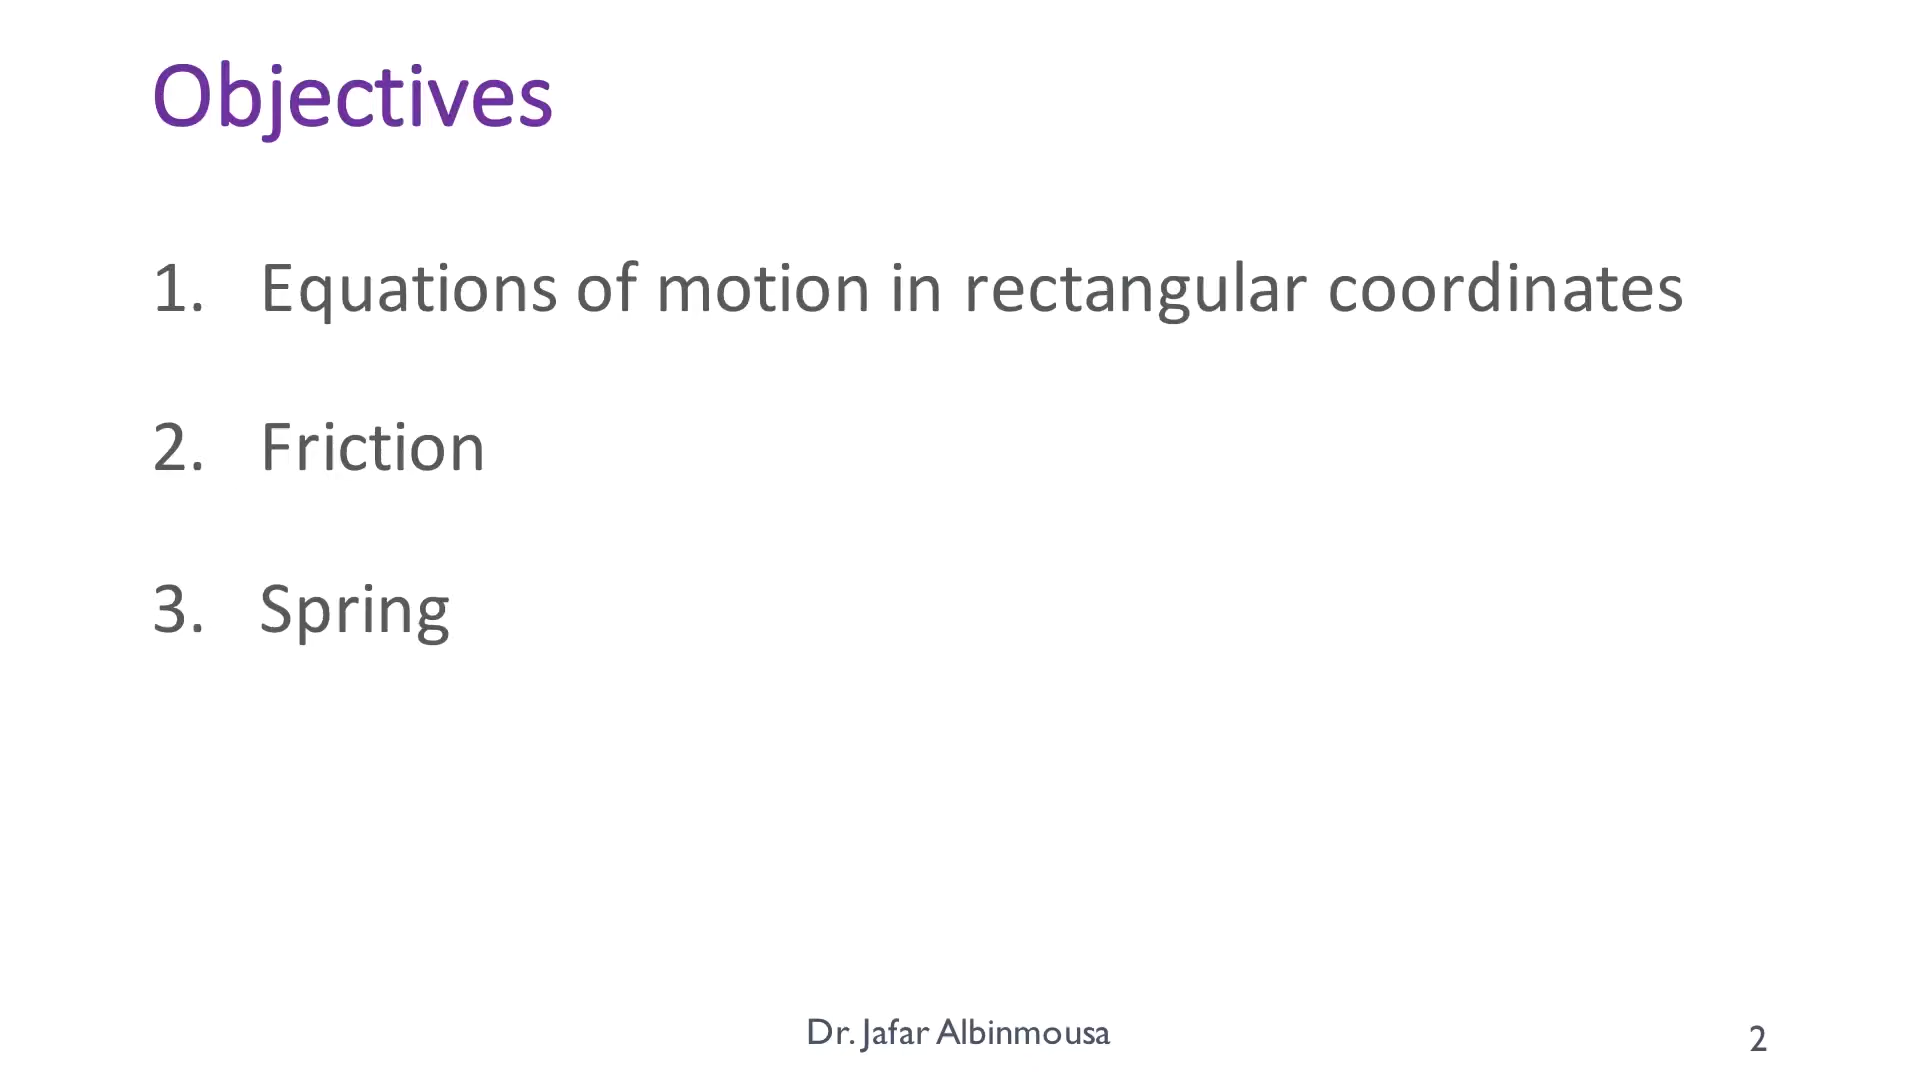 Objectives
1. Equations of motion in rectangular coordinates
2. Friction
3. Spring
Dr. Jafar Albinmousa
2